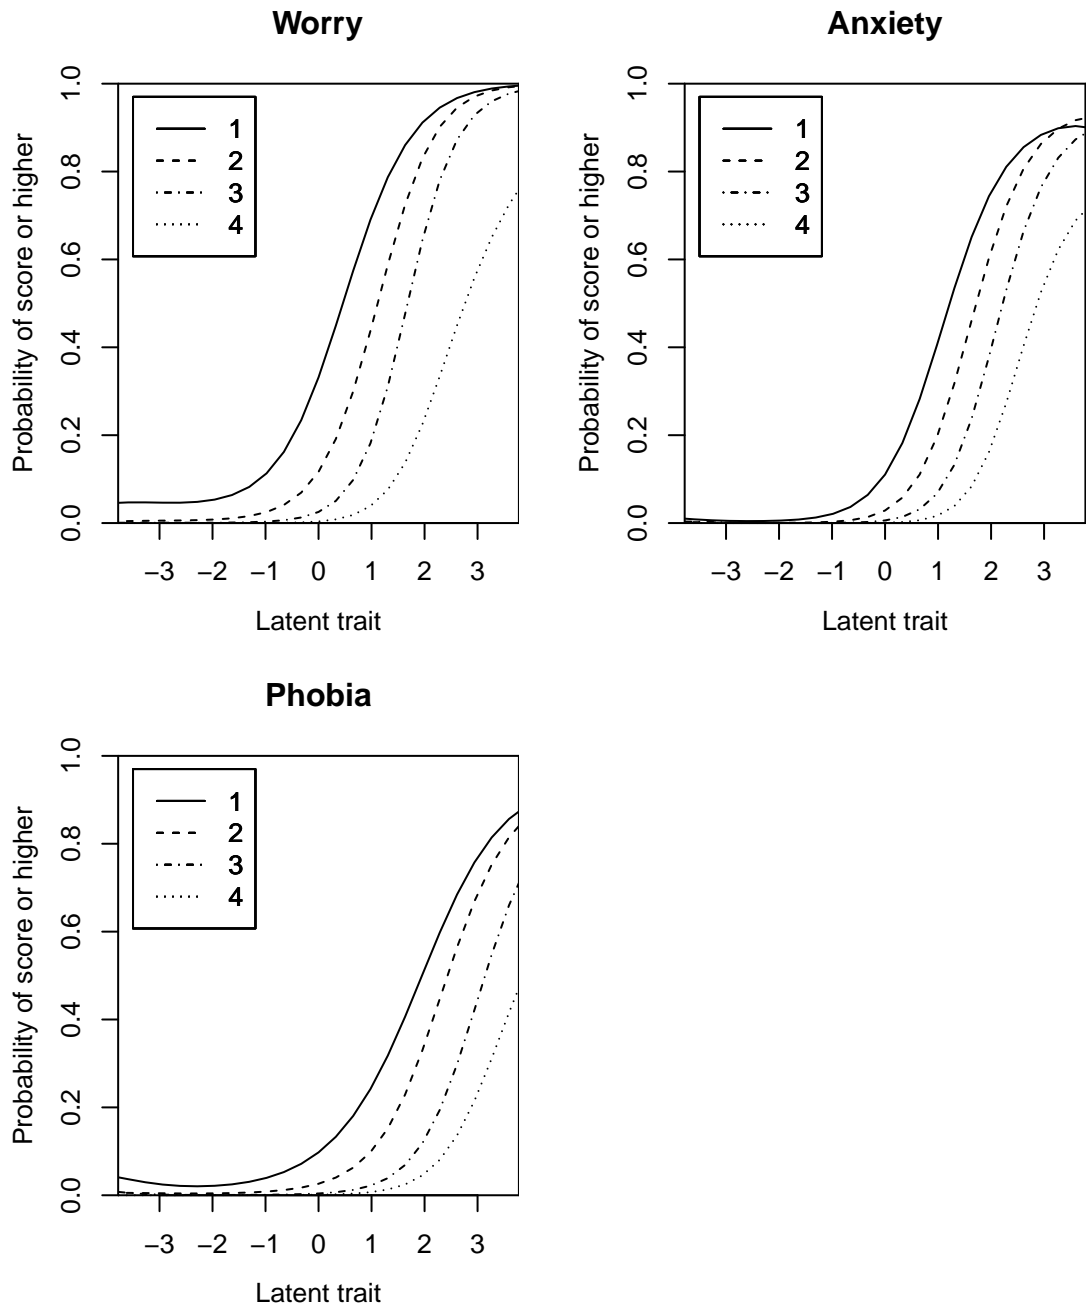 Worry
Probability of score or higher
0.0 0.2 0.4 0.6 0.8 1.0
1
2
3
4
−3 −2 −1 0 1 2 3
Latent trait
Anxiety
Probability of score or higher
0.0 0.2 0.4 0.6 0.8 1.0
1
2
3
4
−3 −2 −1 0 1 2 3
Latent trait
Phobia
Probability of score or higher
0.0 0.2 0.4 0.6 0.8 1.0
1
2
3
4
−3 −2 −1 0 1 2 3
Latent trait